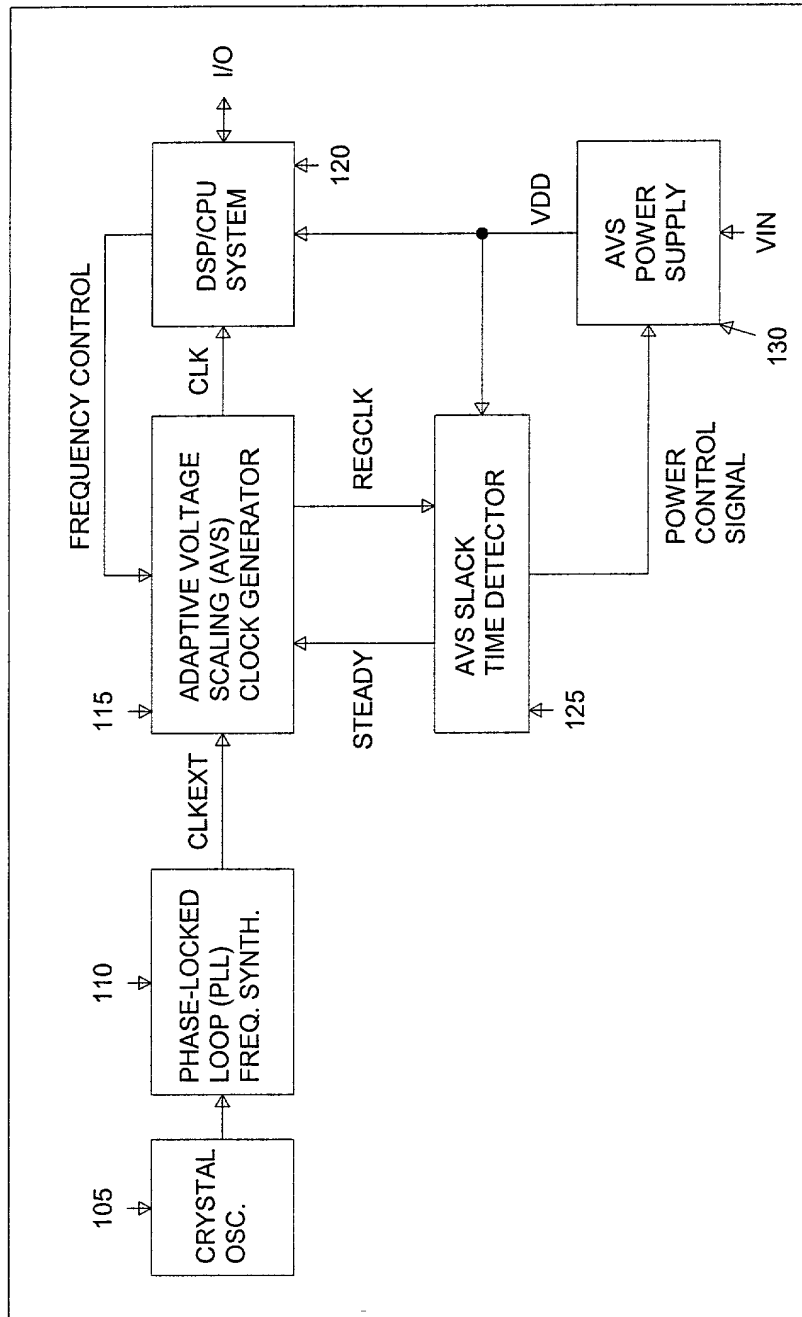 105
CRYSTAL
OSC.
110
PHASE-LOCKED
LOOP (PLL)
FREQ. SYNTH.
CLKEXT
115
ADAPTIVE VOLTAGE
SCALING (AVS)
CLOCK GENERATOR
FREQUENCY CONTROL
CLK
DSP/CPU
SYSTEM
I/O
120
STEADY
REGCLK
AVS SLACK
TIME DETECTOR
125
VDD
POWER
CONTROL
SIGNAL
AVS
POWER
SUPPLY
130
VIN